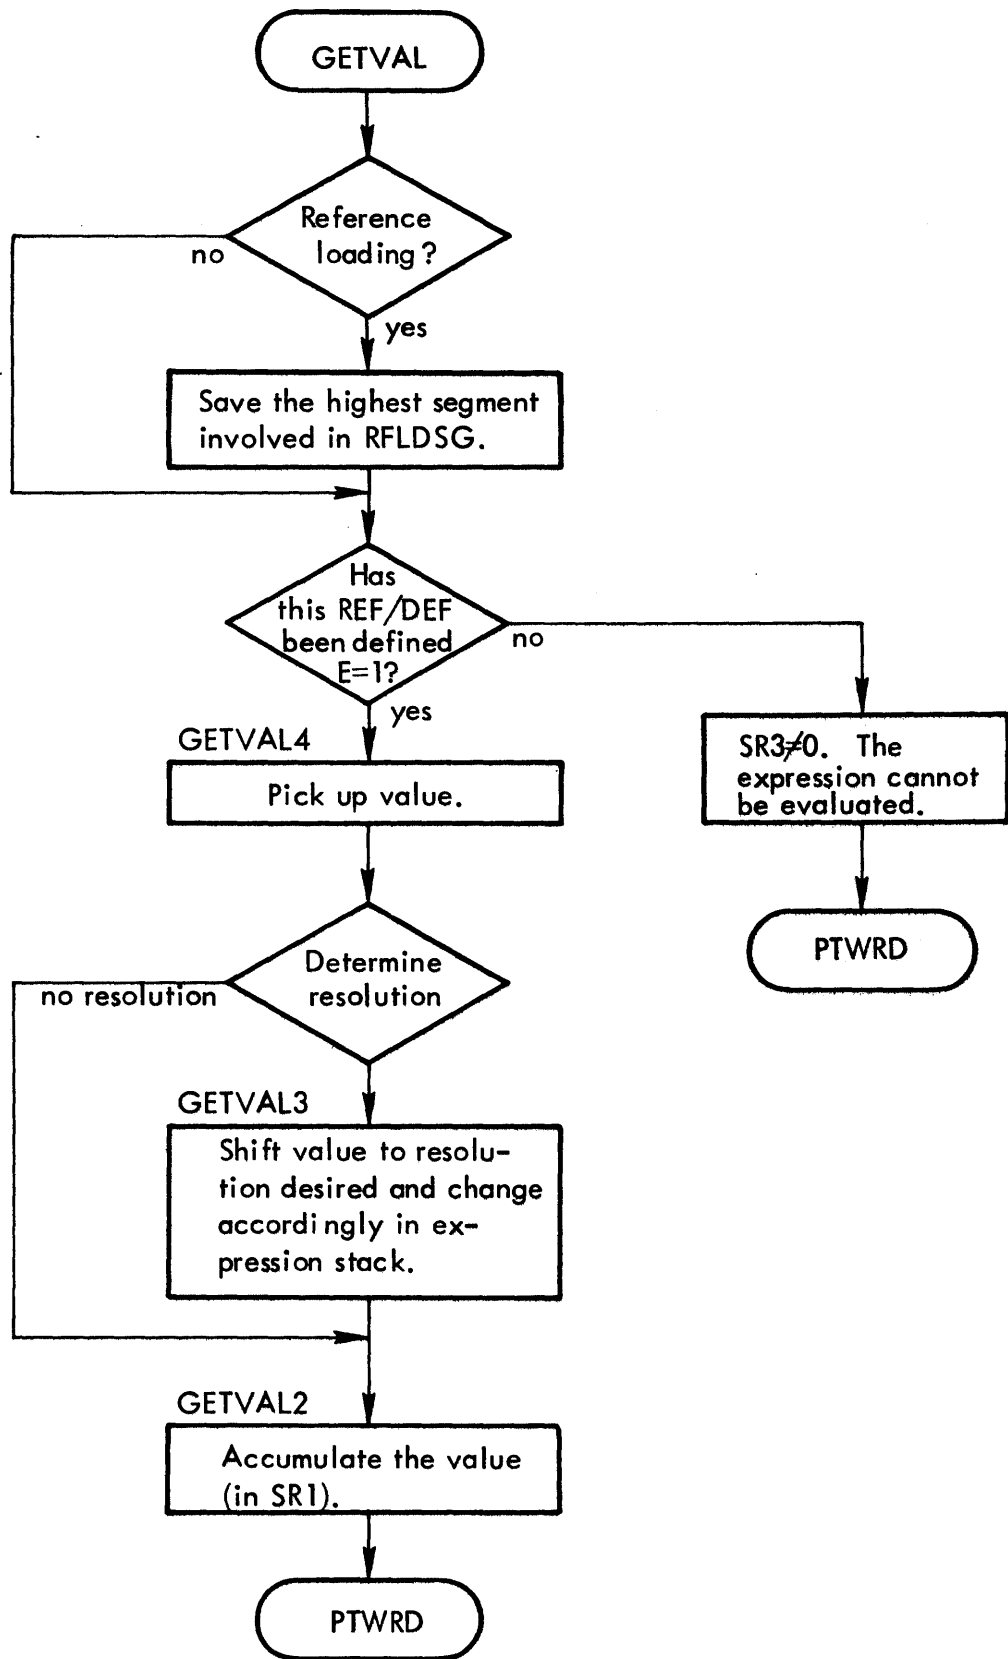 GETVAL
Reference
loading?
no
yes
Save the highest segment
involved in RFLDSG.
Has
this REF/DEF
been defined
E=1?
no
yes
GETVAL4
Pick up value.
SR3≠0. The
expression cannot
be evaluated.
PTWRD
Determine
resolution
no resolution
GETVAL3
Shift value to resolu-
tion desired and change
accordingly in ex-
pression stack.
GETVAL2
Accumulate the value
(in SR1).
PTWRD